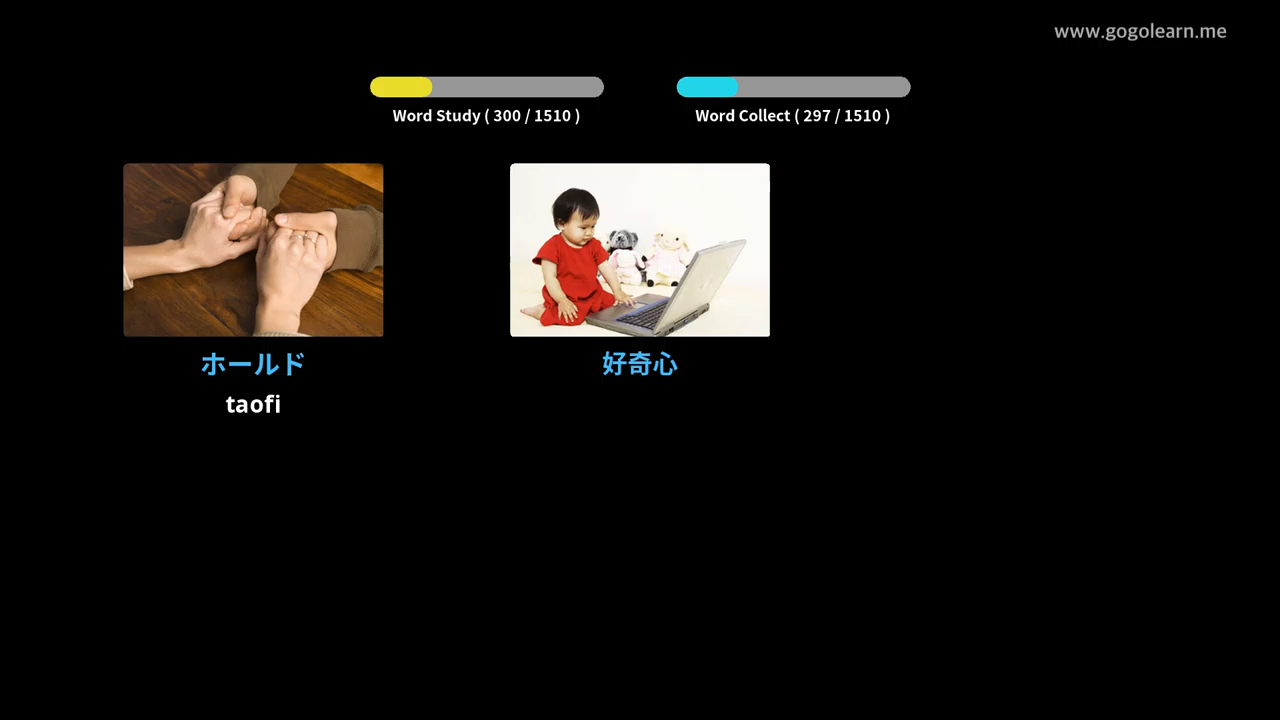 www.gogolearn.me
Word Study ( 300 / 1510 )
Word Collect ( 297 / 1510 )
ホールド
好奇心
taofi